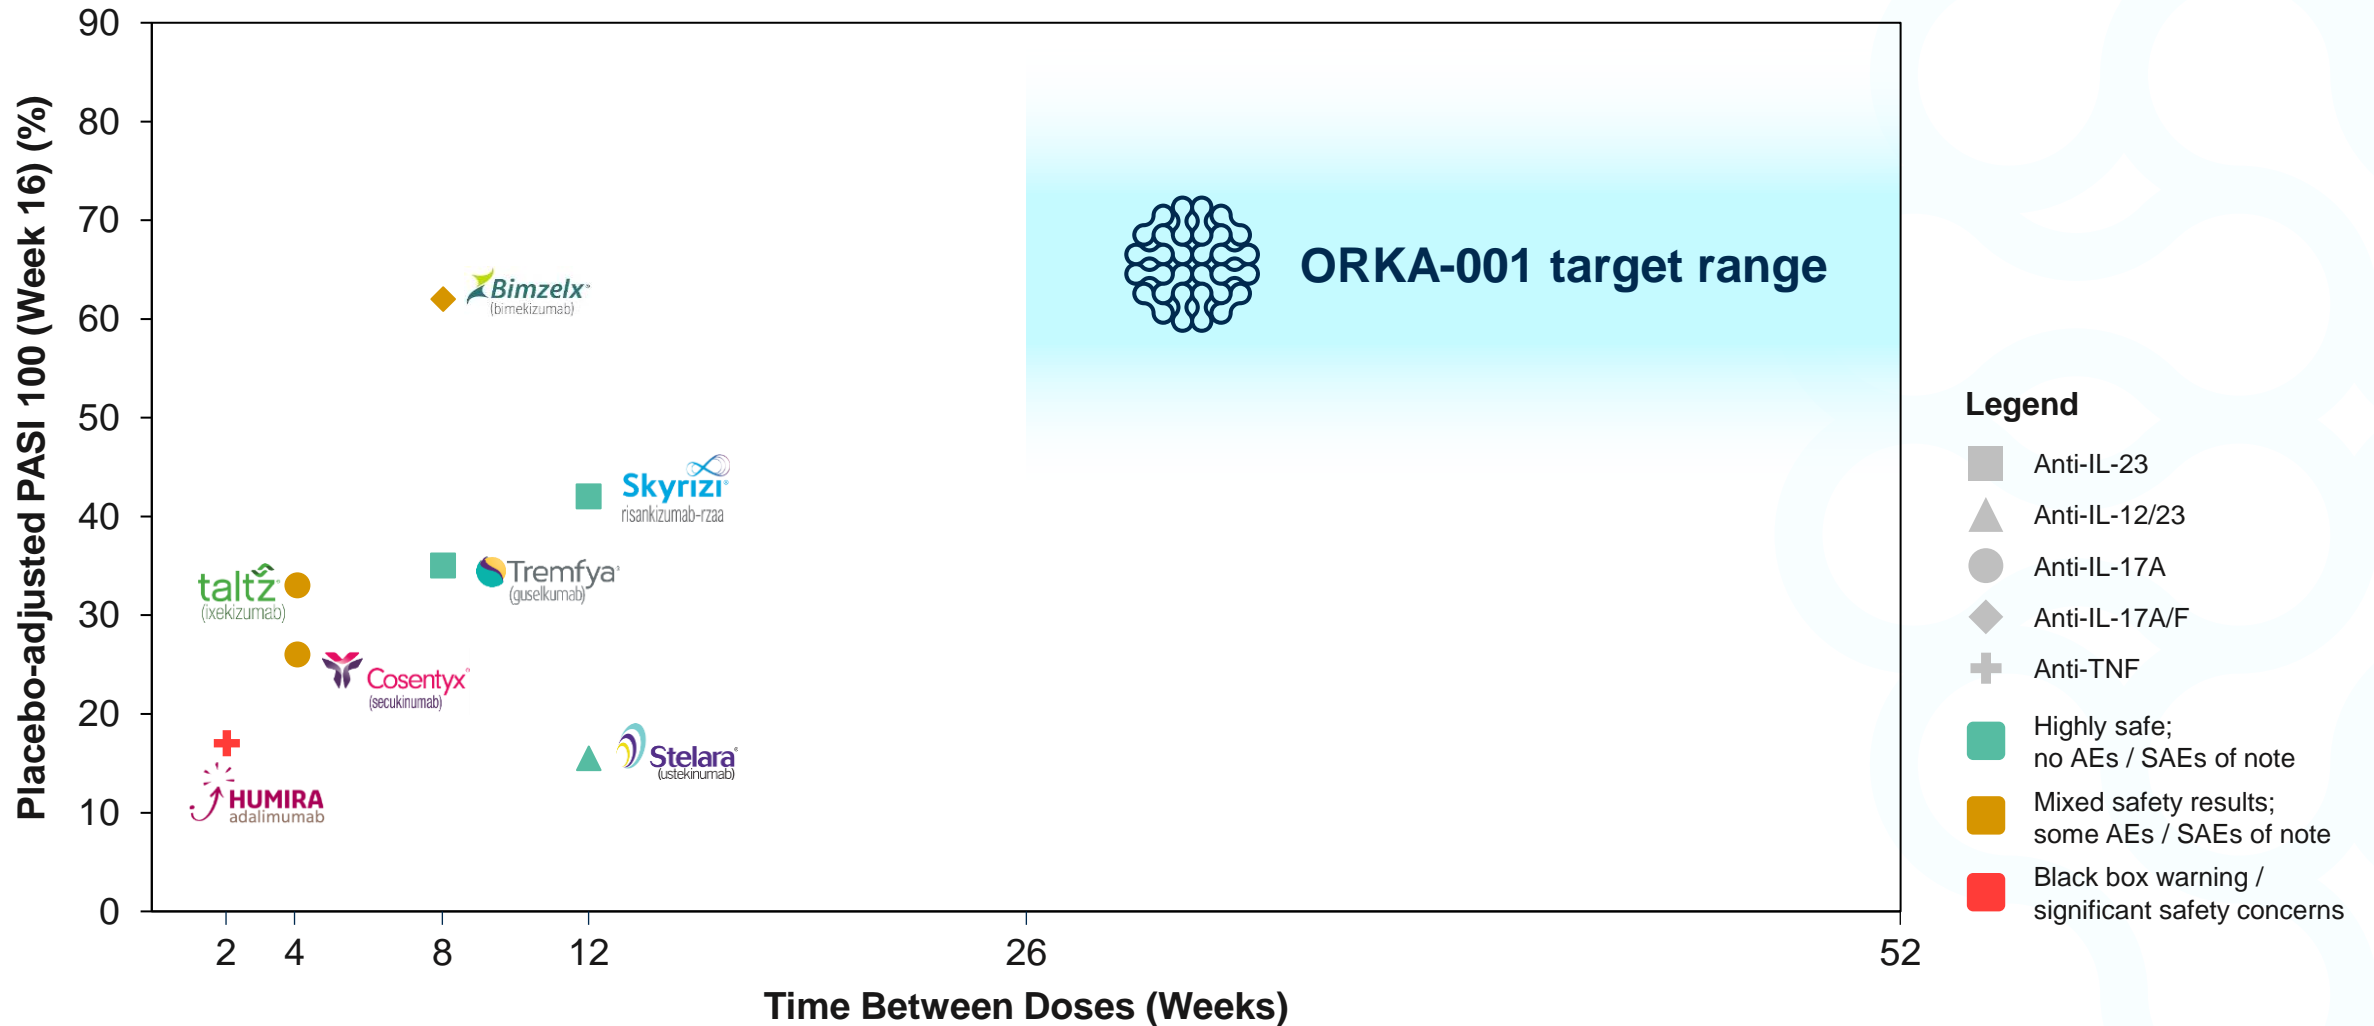 Placebo-adjusted PASI 100 (Week 16) (%)
90
80
70
60
50
40
30
20
10
0
2
4
8
12
26
52
Time Between Doses (Weeks)
ORKA-001 target range
Bimzelx
(bimekizumab)
Skyrizi®
risankizumab-rzaa
Tremfya®
(guselkumab)
taltz
(ixekizumab)
Cosentyx®
(secukinumab)
HUMIRA
adalimumab
Stelara®
(ustekinumab)
Legend
Anti-IL-23
Anti-IL-12/23
Anti-IL-17A
Anti-IL-17A/F
Anti-TNF
Highly safe;
no AEs / SAEs of note
Mixed safety results;
some AEs / SAEs of note
Black box warning /
significant safety concerns